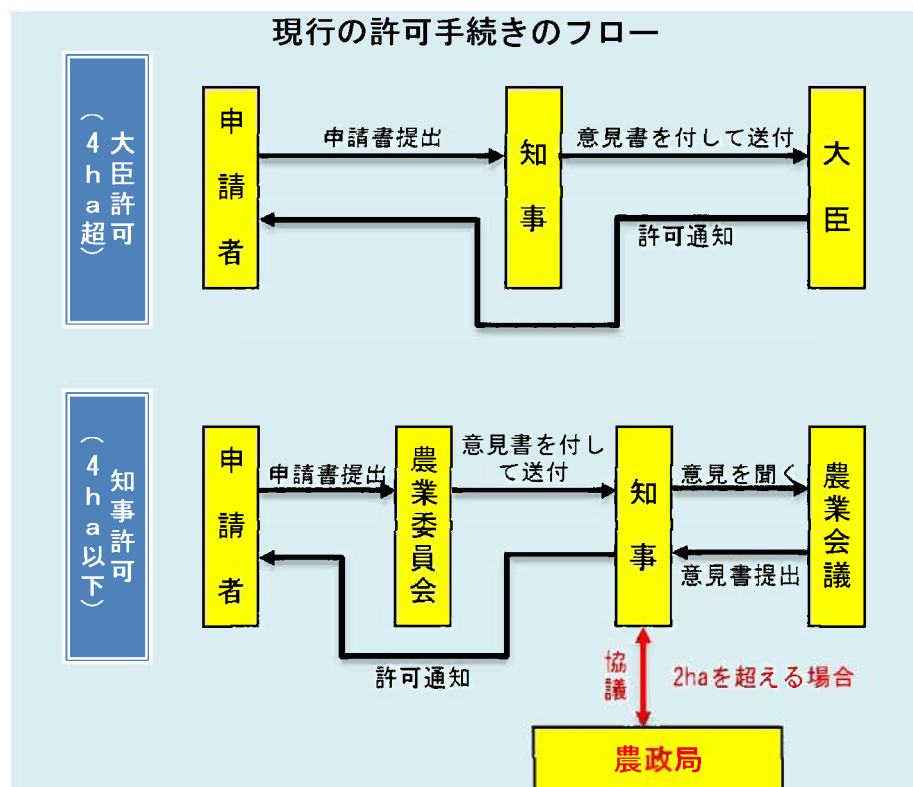 現行の許可手続きのフロー
大臣許可
（4ha超）
申請者
申請書提出
知事
意見書を付して送付
大臣
許可通知
知事許可
（4ha以下）
申請者
申請書提出
農業委員会
意見書を付し
て送付
知事
意見を聞く
農業会議
意見書提出
許可通知
協議
2haを超える場合
農政局